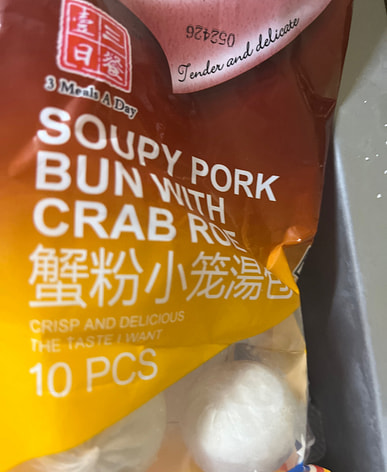 052426
Tender and delicate
三餐
壹日
3 Meals A Day
SOUPY PORK
BUN WITH
CRAB ROE
蟹粉小笼湯包
CRISP AND DELICIOUS
THE TASTE I WANT
10 PCS